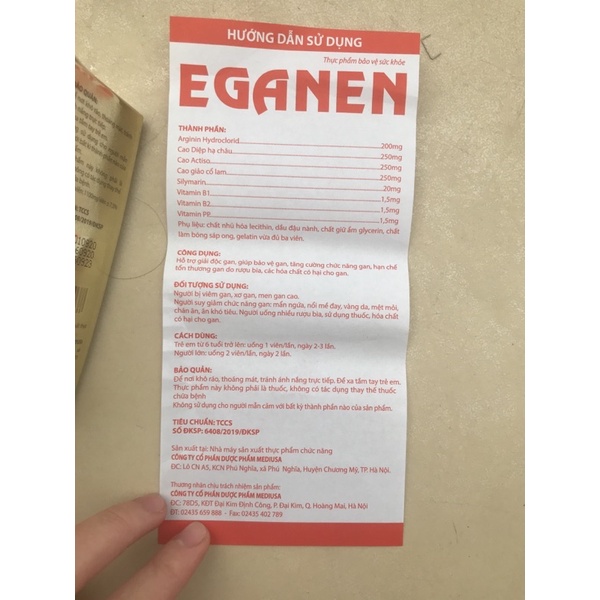 HƯỚNG DẪN SỬ DỤNG
Thực phẩm bảo vệ sức khỏe
EGANEN
THÀNH PHẦN:
Arginin Hydroclorid...200mg
Cao Diệp hạ châu...250mg
Cao Actiso...250mg
Cao giảo cổ lam...250mg
Silymarin...20mg
Vitamin B1...1,5mg
Vitamin B2...1,5mg
Vitamin PP...1,5mg
Phụ liệu: chất nhũ hóa lecithin, dầu đậu nành, chất giữ ẩm glycerin, chất
làm bóng sáp ong, gelatin vừa đủ ba viên.
CÔNG DỤNG:
Hỗ trợ giải độc gan, giúp bảo vệ gan, tăng cường chức năng gan, hạn chế
tổn thương gan do rượu bia, các hóa chất có hại cho gan.
ĐỐI TƯỢNG SỬ DỤNG:
Người bị viêm gan, xơ gan, men gan cao.
Người suy giảm chức năng gan: mẩn ngứa, nổi mề đay, vàng da, mệt mỏi,
chán ăn, ăn khó tiêu. Người uống nhiều rượu bia, sử dụng thuốc, hóa chất
có hại cho gan.
CÁCH DÙNG:
Trẻ em từ 6 tuổi trở lên: uống 1 viên/lần, ngày 2-3 lần.
Người lớn: uống 2 viên/lần, ngày 2 lần.
BẢO QUẢN:
Để nơi khô ráo, thoáng mát, tránh ánh nắng trực tiếp. Để xa tầm tay trẻ em.
Thực phẩm này không phải là thuốc, không có tác dụng thay thế thuốc
chữa bệnh
Không sử dụng cho người mẫn cảm với bất kỳ thành phần nào của sản phẩm.
TIÊU CHUẨN: TCCS
SỐ ĐKSP: 6408/2019/ĐKSP
Sản xuất tại: Nhà máy sản xuất thực phẩm chức năng
CÔNG TY CỔ PHẦN DƯỢC PHẨM MEDIUSA
ĐC: Lô CN A5, KCN Phú Nghĩa, xã Phú Nghĩa, Huyện Chương Mỹ, TP. Hà Nội.
Thương nhân chịu trách nhiệm sản phẩm:
CÔNG TY CỔ PHẦN DƯỢC PHẨM MEDIUSA
ĐC: 78D5, KĐT Đại Kim Định Công, P. Đại Kim, Q. Hoàng Mai, Hà Nội
ĐT: 02435 659 888 - Fax: 02435 402 789
BẢO QUẢN: